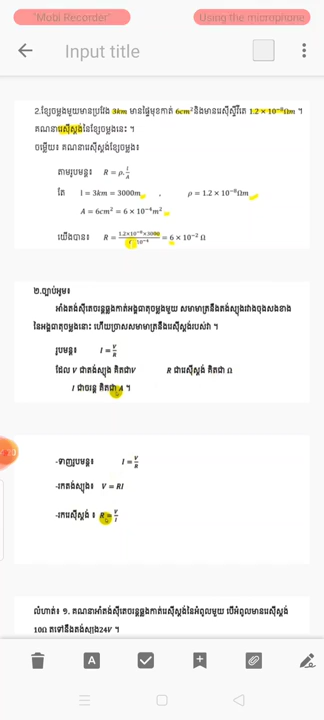 "Mobi Recorder"
Using the microphone
Input title
2.ខ្សែចម្លងមួយមានប្រវែង 3km មានផ្ទៃមុខកាត់ 6cm² និងមានរេស៊ីស្ទីវីតេ 1.2 × 10⁻⁸Ωm ។
គណនារេស៊ីស្តង់នៃខ្សែចម្លងនេះ ។
ចម្លើយ៖ គណនារេស៊ីស្តង់ខ្សែចម្លង៖
តាមរូបមន្ត៖ R = ρ. l/A
តែ l = 3km = 3000m , ρ = 1.2 × 10⁻⁸Ωm
A = 6cm² = 6 × 10⁻⁴m²
យើងបាន៖ R = 1.2×10⁻⁸×3000/6 10⁻⁴ = 6 × 10⁻² Ω
២.ច្បាប់អូម៖
អាំងតង់ស៊ីតេចរន្តឆ្លងកាត់អង្គធាតុចម្លងមួយ សមាមាត្រនឹងតង់ស្យុងរវាងចុងសងខាង
នៃអង្គធាតុចម្លងនោះ ហើយច្រាសសមាមាត្រនឹងរេស៊ីស្តង់របស់វា ។
រូបមន្ត៖ I = V/R
ដែល V ជាតង់ស្យុង គិតជាV R ជារេស៊ីស្តង់ គិតជា Ω
I ជាចរន្ត គិតជា A ។
-ទាញរូបមន្ត៖ I = V/R
-រកតង់ស្យុង៖ V = RI
-រករេស៊ីស្តង់ ៖ R = V/I
លំហាត់៖ ១. គណនាអាំតង់ស៊ីតេចរន្តឆ្លងកាត់រេស៊ីស្តង់នៃអំពូលមួយ បើអំពូលមានរេស៊ីស្តង់
10Ω តទៅនឹងតង់ស្យុង24V ។
A